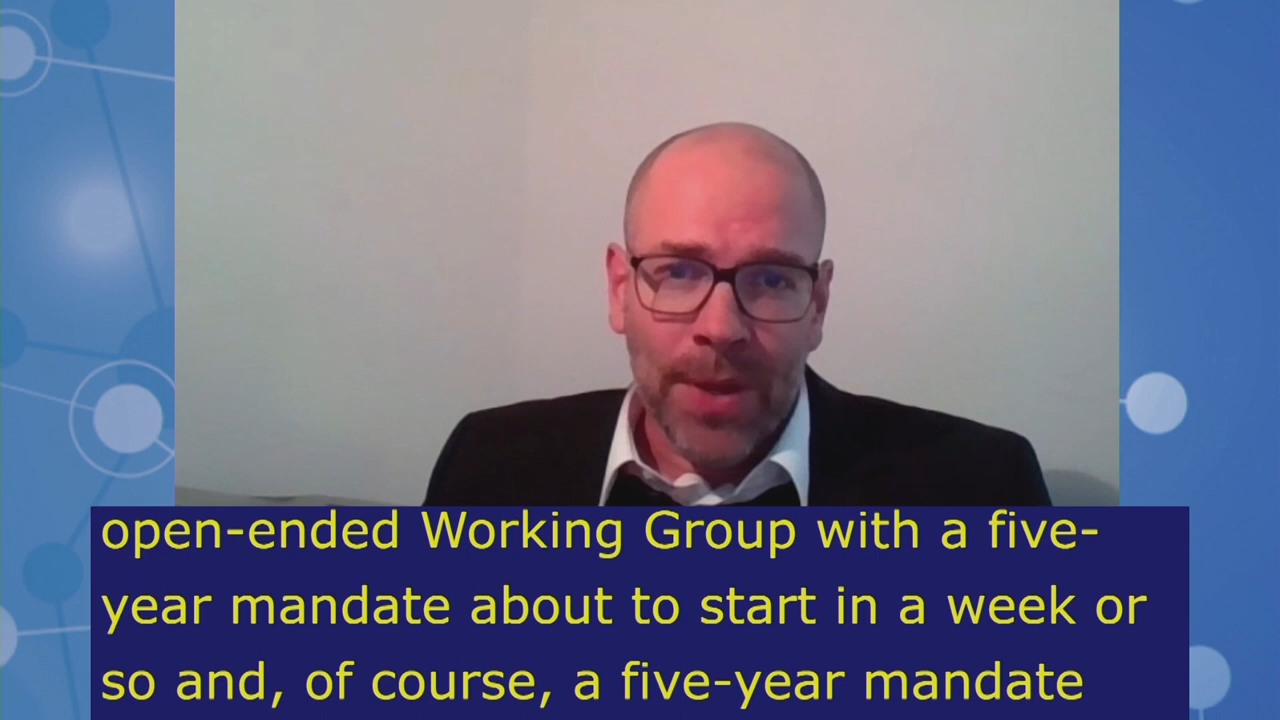 open-ended Working Group with a five-
year mandate about to start in a week or
so and, of course, a five-year mandate